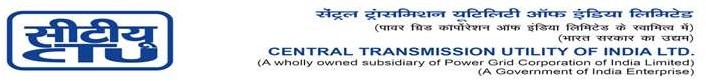 सीटीयू
CTU
सेंट्रल ट्रांसमिशन यूटिलिटी ऑफ इंडिया लिमिटेड
(पावर ग्रिड कॉर्पोरेशन ऑफ इंडिया लिमिटेड के स्वामित्व में)
(भारत सरकार का उद्यम)
CENTRAL TRANSMISSION UTILITY OF INDIA LTD.
(A wholly owned subsidiary of Power Grid Corporation of India Limited)
(A Government of India Enterprise)